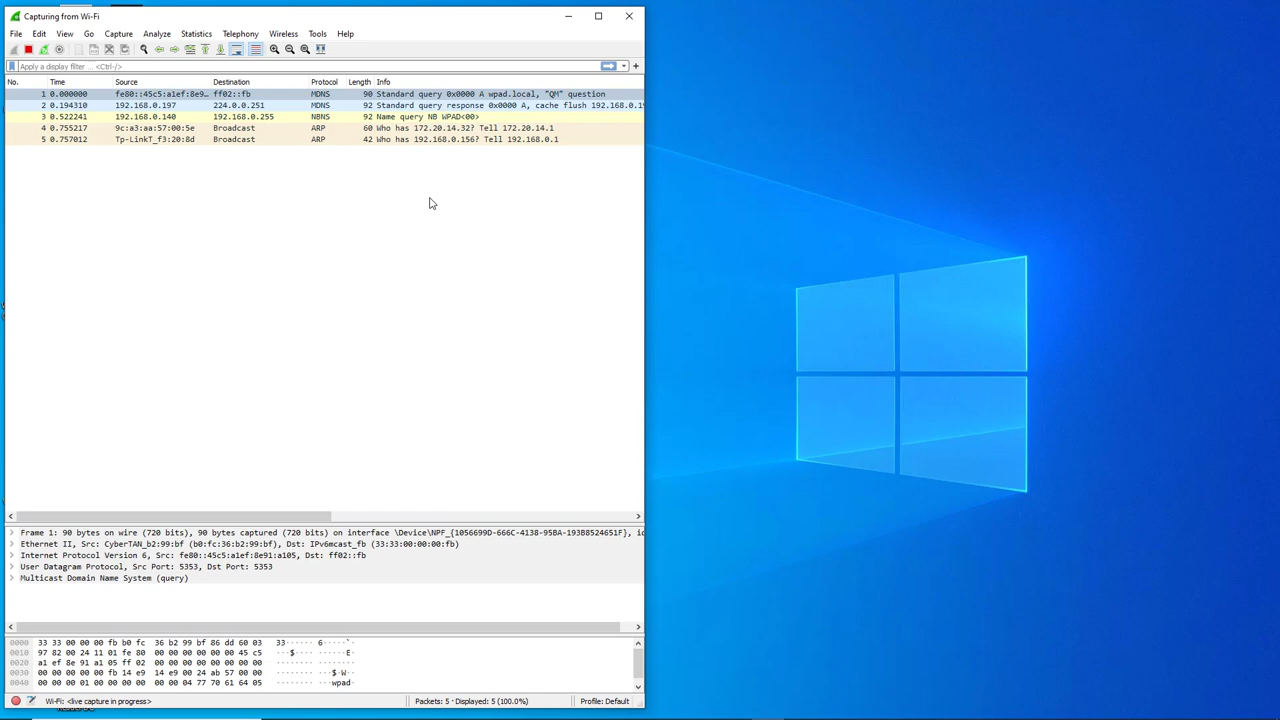 Capturing from Wi-Fi
File Edit View Go Capture Analyze Statistics Telephony Wireless Tools Help
Apply a display filter ... <Ctrl-/>
No. Time Source Destination Protocol Length Info
1 0.000000 fe80::45c5:a1ef:8e9… ff02::fb MDNS 90 Standard query 0x0000 A wpad.local, "QM" question
2 0.194310 192.168.0.197 224.0.0.251 MDNS 92 Standard query response 0x0000 A, cache flush 192.168.0.19
3 0.522241 192.168.0.140 192.168.0.255 NBNS 92 Name query NB WPAD<00>
4 0.755217 9c:a3:aa:57:00:5e Broadcast ARP 60 Who has 172.20.14.32? Tell 172.20.14.1
5 0.757012 Tp-LinkT_f3:20:8d Broadcast ARP 42 Who has 192.168.0.156? Tell 192.168.0.1
Frame 1: 90 bytes on wire (720 bits), 90 bytes captured (720 bits) on interface \Device\NPF_{1056699D-666C-4138-95BA-193B8524651F}, id
Ethernet II, Src: CyberTAN_b2:99:bf (b0:fc:36:b2:99:bf), Dst: IPv6mcast_fb (33:33:00:00:00:fb)
Internet Protocol Version 6, Src: fe80::45c5:a1ef:8e91:a105, Dst: ff02::fb
User Datagram Protocol, Src Port: 5353, Dst Port: 5353
Multicast Domain Name System (query)
0000 33 33 00 00 00 fb b0 fc 36 b2 99 bf 86 dd 60 03 33······ 6·····`·
0010 97 82 00 24 11 01 fe 80 00 00 00 00 00 00 45 c5 ···$···· ······E·
0020 a1 ef 8e 91 a1 05 ff 02 00 00 00 00 00 00 00 00 ········ ········
0030 00 00 00 00 00 fb 14 e9 14 e9 00 24 ab 57 00 00 ········ ···$·W··
0040 00 00 00 01 00 00 00 00 00 00 04 77 70 61 64 05 ········ ···wpad·
Wi-Fi: <live capture in progress> Packets: 5 · Displayed: 5 (100.0%) Profile: Default